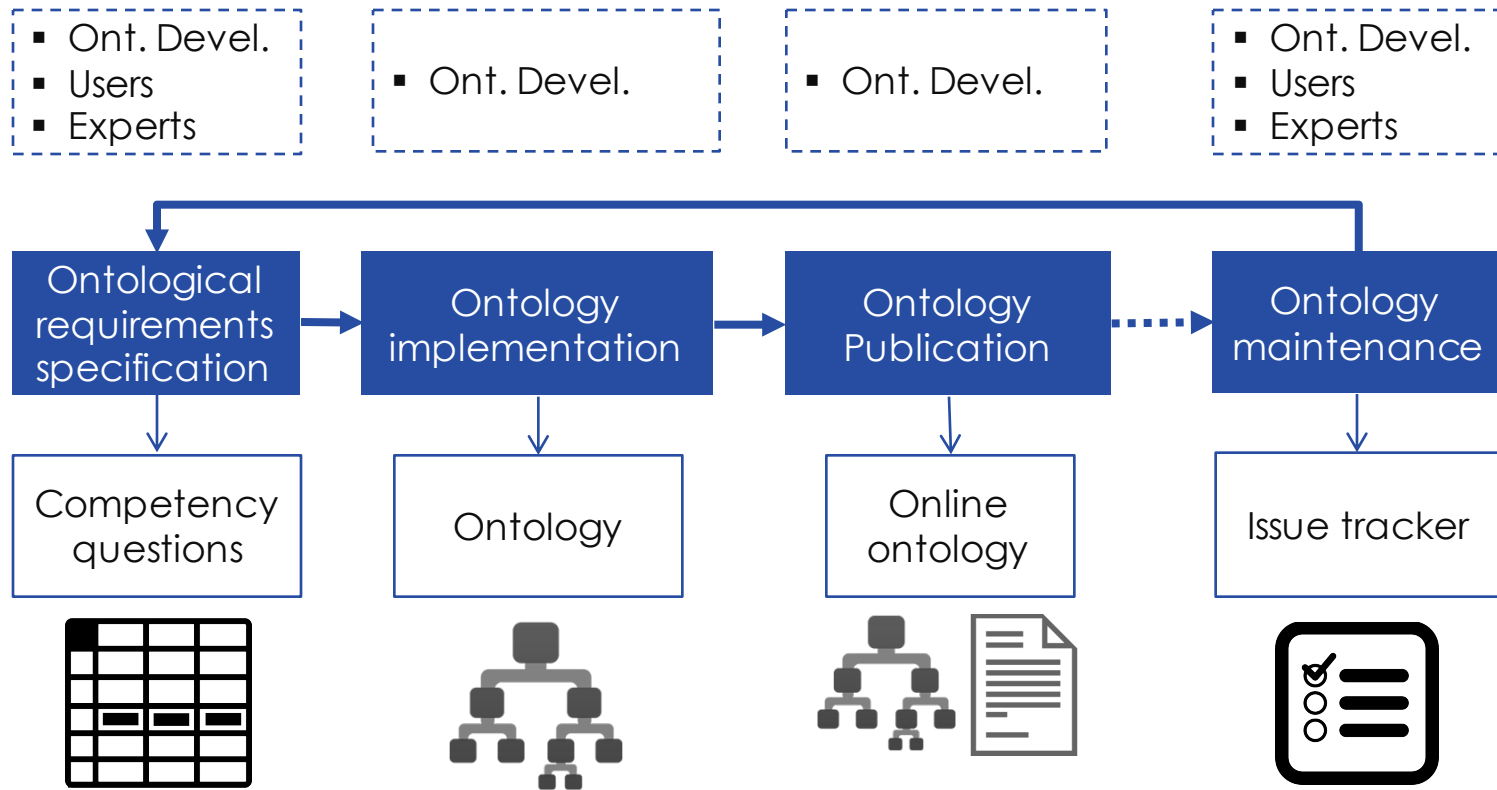 ▪ Ont. Devel.
▪ Users
▪ Experts
▪ Ont. Devel.
▪ Ont. Devel.
▪ Ont. Devel.
▪ Users
▪ Experts
Ontological
requirements
specification
Ontology
implementation
Ontology
Publication
Ontology
maintenance
Competency
questions
Ontology
Online
ontology
Issue tracker